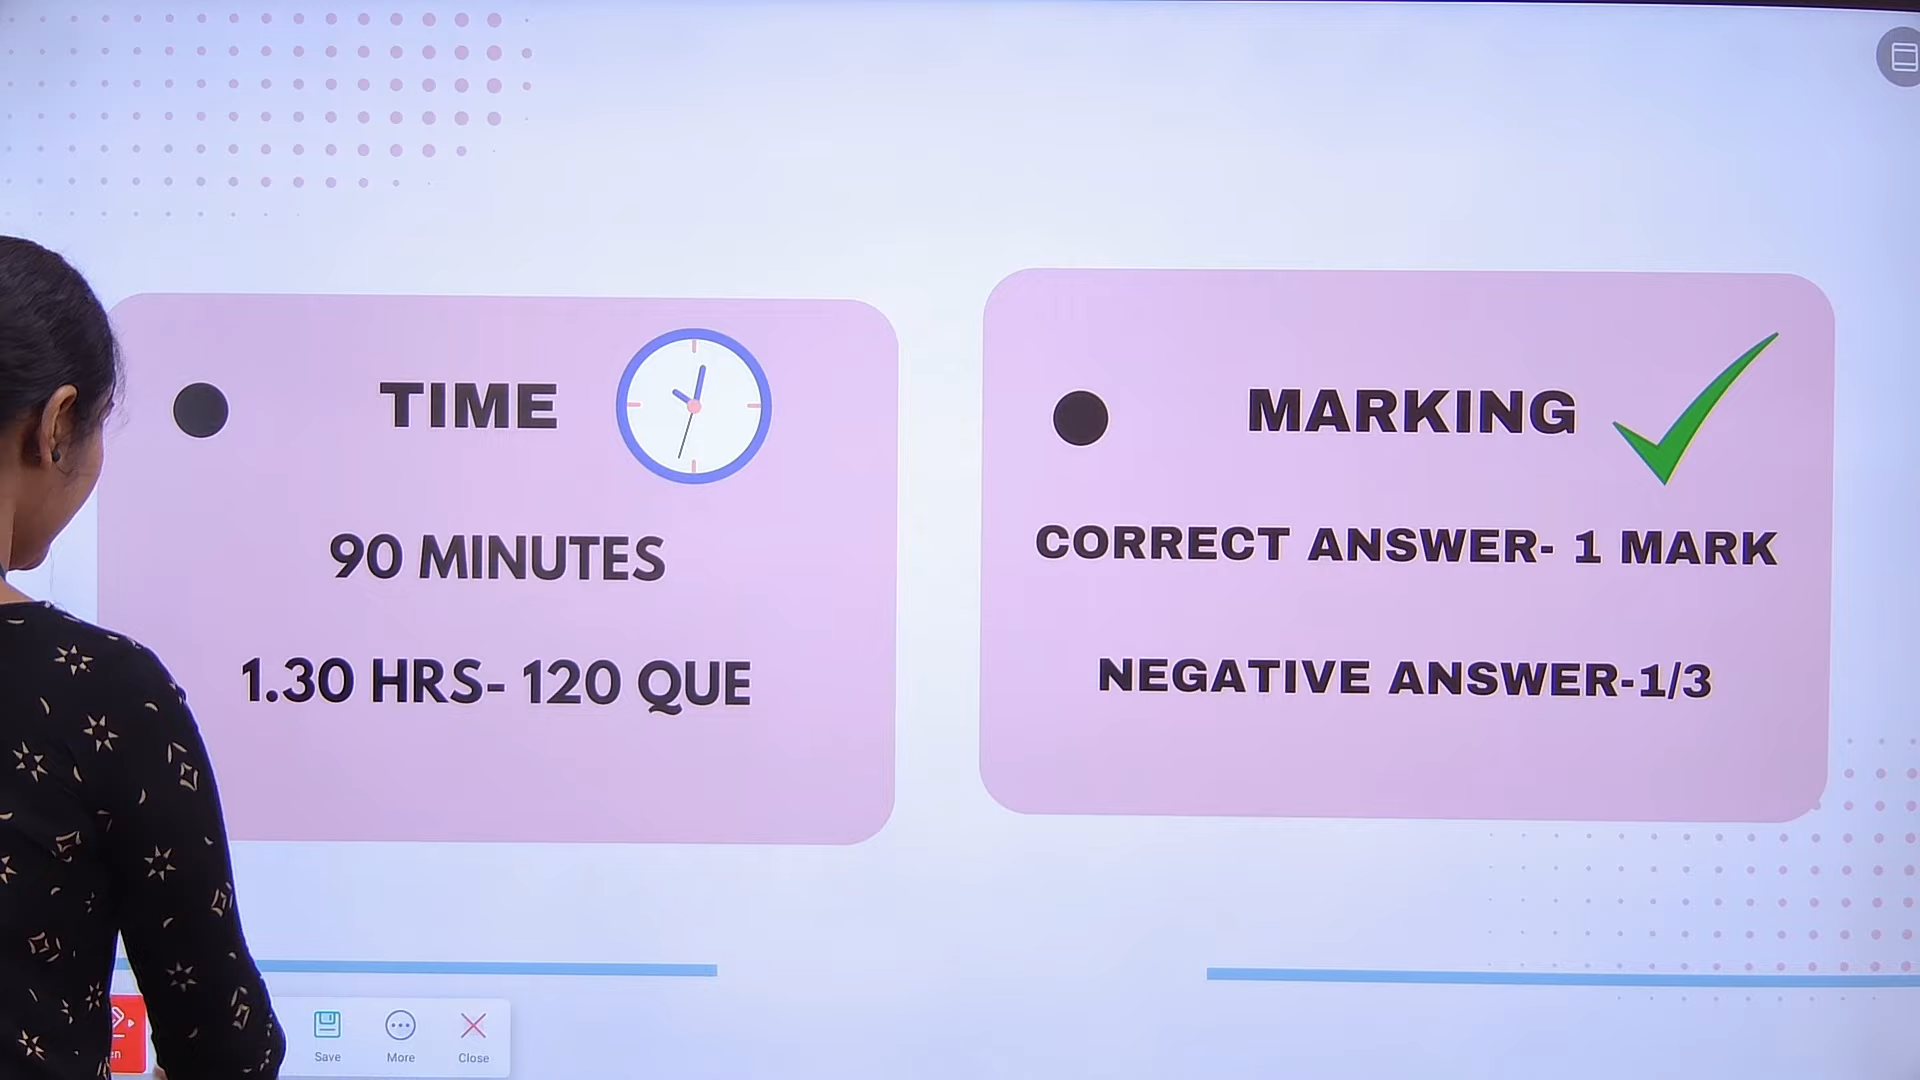 TIME
90 MINUTES
1.30 HRS- 120 QUE
MARKING
CORRECT ANSWER- 1 MARK
NEGATIVE ANSWER-1/3
Save
More
Close